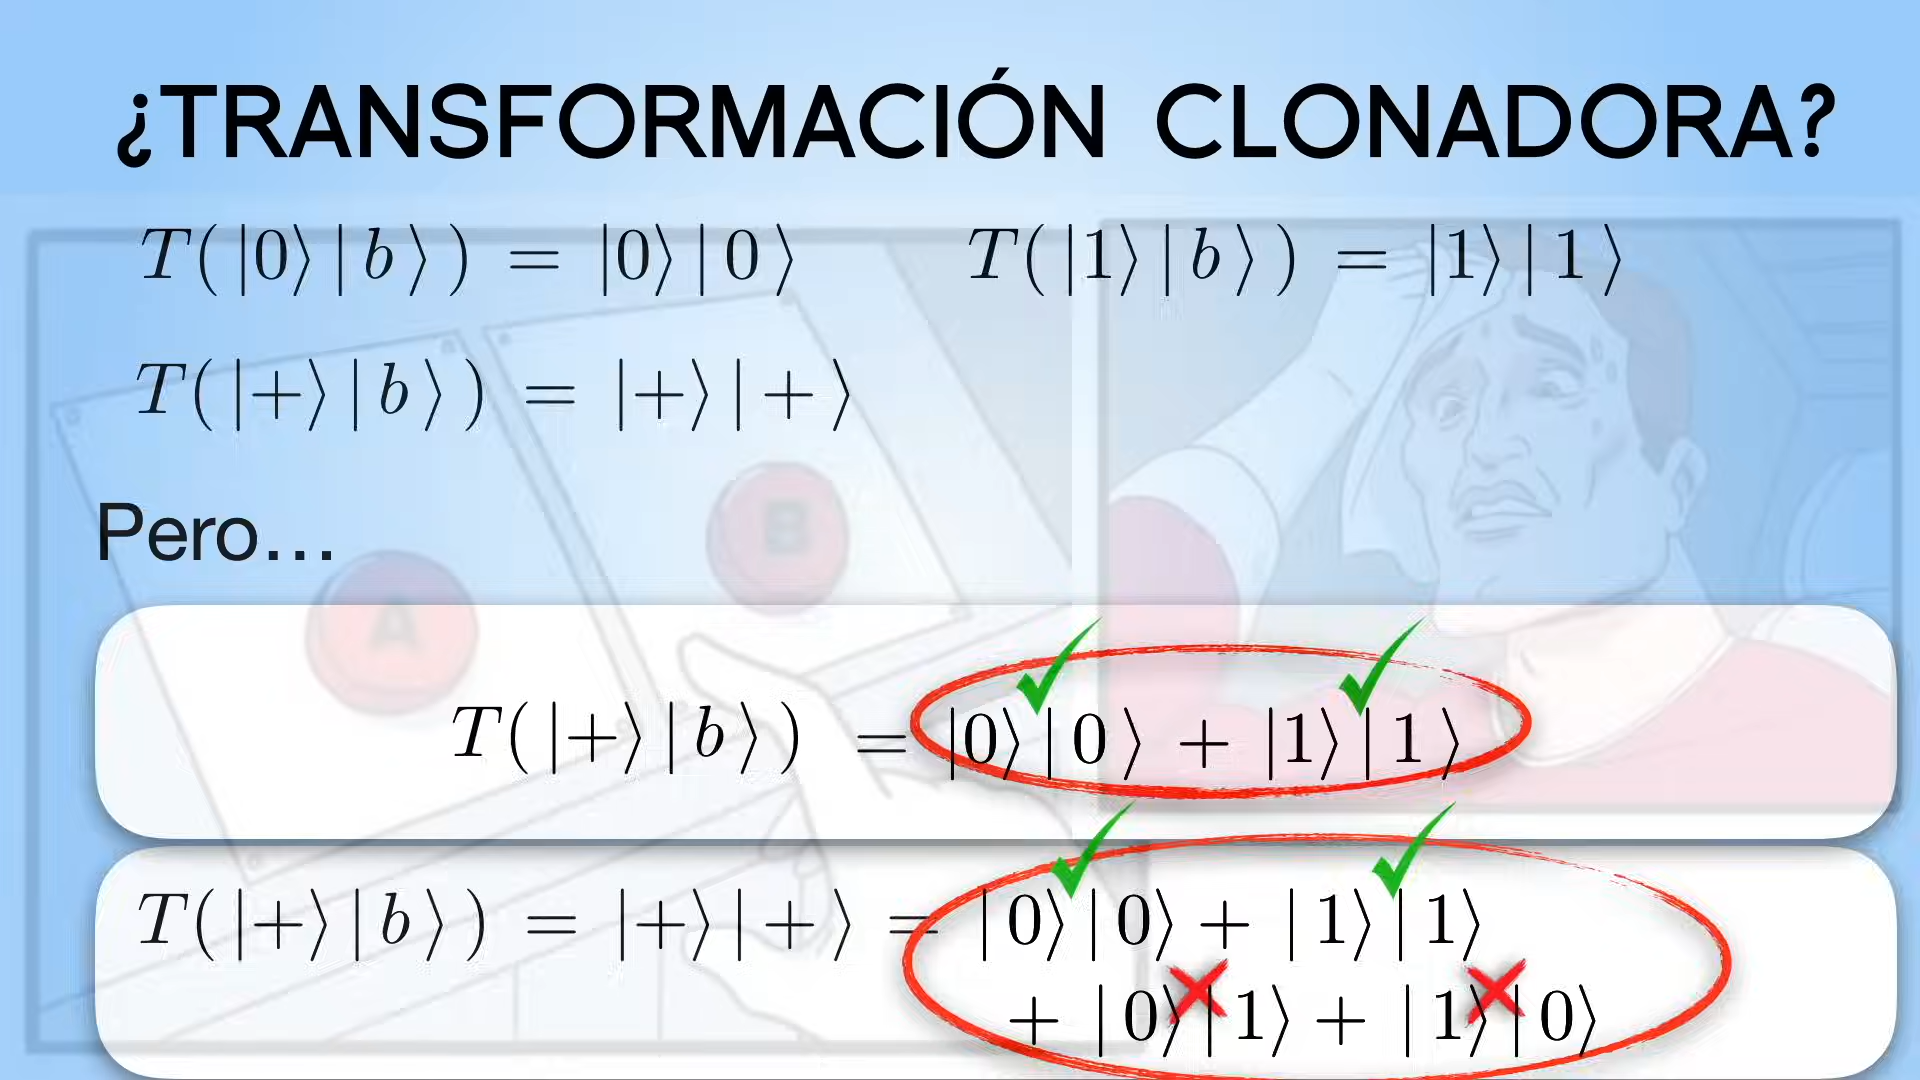 ¿TRANSFORMACIÓN CLONADORA?
T(|0⟩|b⟩) = |0⟩|0⟩
T(|1⟩|b⟩) = |1⟩|1⟩
T(|+⟩|b⟩) = |+⟩|+⟩
Pero...
A
B
T(|+⟩|b⟩) = |0⟩|0⟩ + |1⟩|1⟩
T(|+⟩|b⟩) = |+⟩|+⟩ = |0⟩|0⟩ + |1⟩|1⟩
+ |0⟩|1⟩ + |1⟩|0⟩